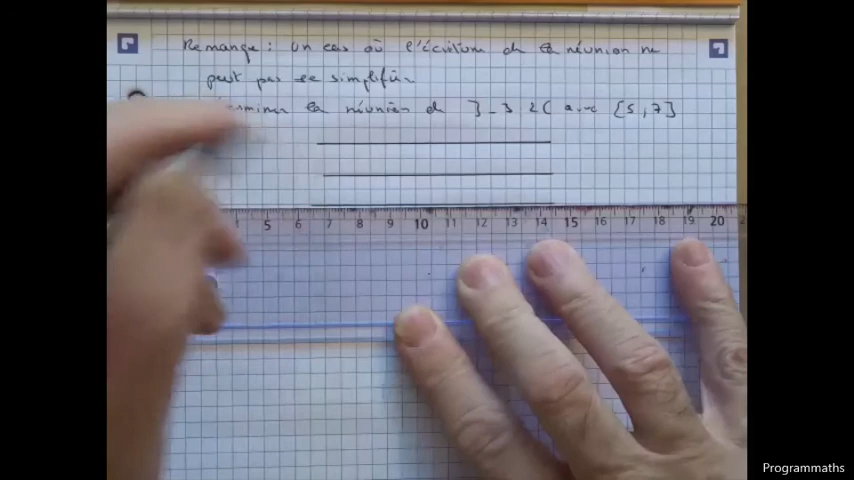 Remarque : Un cas où l'écriture de la réunion ne
peut pas se simplifier
la réunion de ]-3 2[ avec [5,7]
5 6 7 8 9 10 11 12 13 14 15 16 17 18 19 20
Programmaths